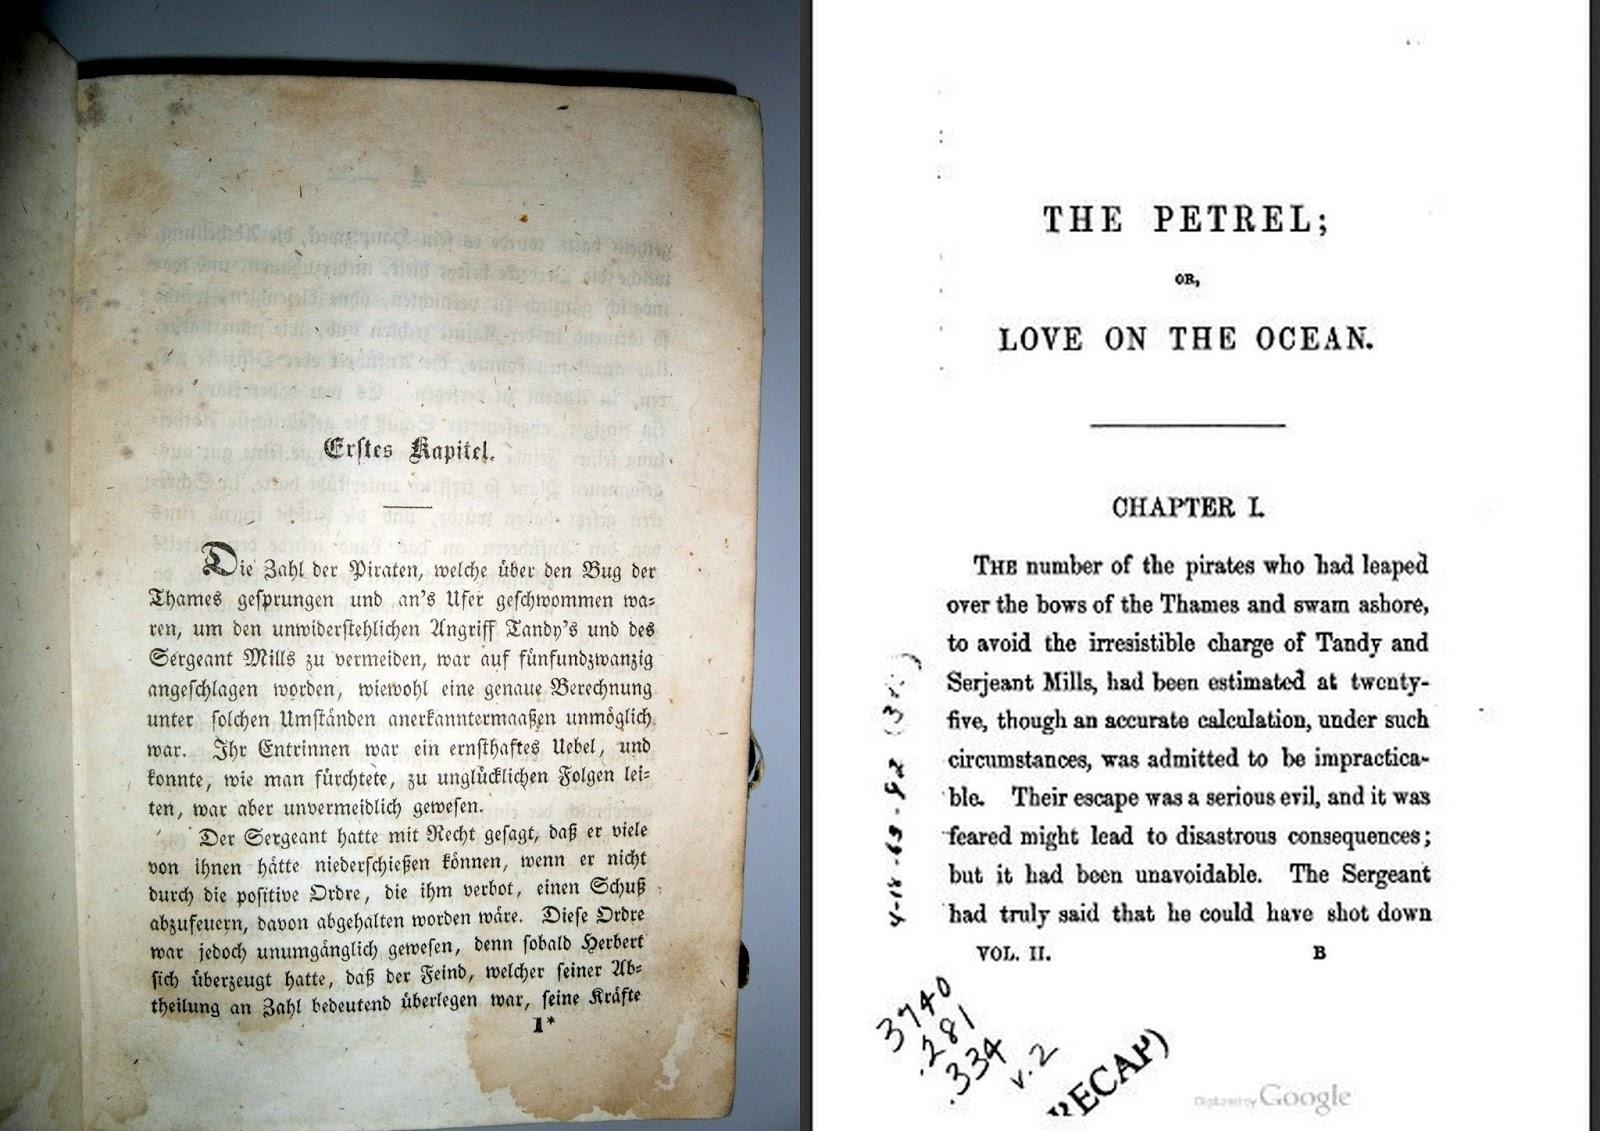 Erstes Kapitel.
Die Zahl der Piraten, welche über den Bug der
Thames gesprungen und an's Ufer geschwommen wa-
ren, um den unwiderstehlichen Angriff Tandy's und des
Sergeant Mills zu vermeiden, war auf fünfundzwanzig
angeschlagen worden, wiewohl eine genaue Berechnung
unter solchen Umständen anerkanntermaaßen unmöglich
war. Ihr Entrinnen war ein ernsthaftes Uebel, und
konnte, wie man fürchtete, zu unglücklichen Folgen lei-
ten, war aber unvermeidlich gewesen.
Der Sergeant hatte mit Recht gesagt, daß er viele
von ihnen hätte niederschießen können, wenn er nicht
durch die positive Ordre, die ihm verbot, einen Schuß
abzufeuern, davon abgehalten worden wäre. Diese Ordre
war jedoch unumgänglich gewesen, denn sobald Herbert
sich überzeugt hatte, daß der Feind, welcher seiner Ab-
theilung an Zahl bedeutend überlegen war, seine Kräfte
1*
THE PETREL;
OR,
LOVE ON THE OCEAN.
CHAPTER I.
THE number of the pirates who had leaped
over the bows of the Thames and swam ashore,
to avoid the irresistible charge of Tandy and
Serjeant Mills, had been estimated at twenty-
five, though an accurate calculation, under such
circumstances, was admitted to be impractica-
ble. Their escape was a serious evil, and it was
feared might lead to disastrous consequences;
but it had been unavoidable. The Sergeant
had truly said that he could have shot down
VOL. II. B
3740
.281
.334
v.2
RECAP)
Digitized by Google